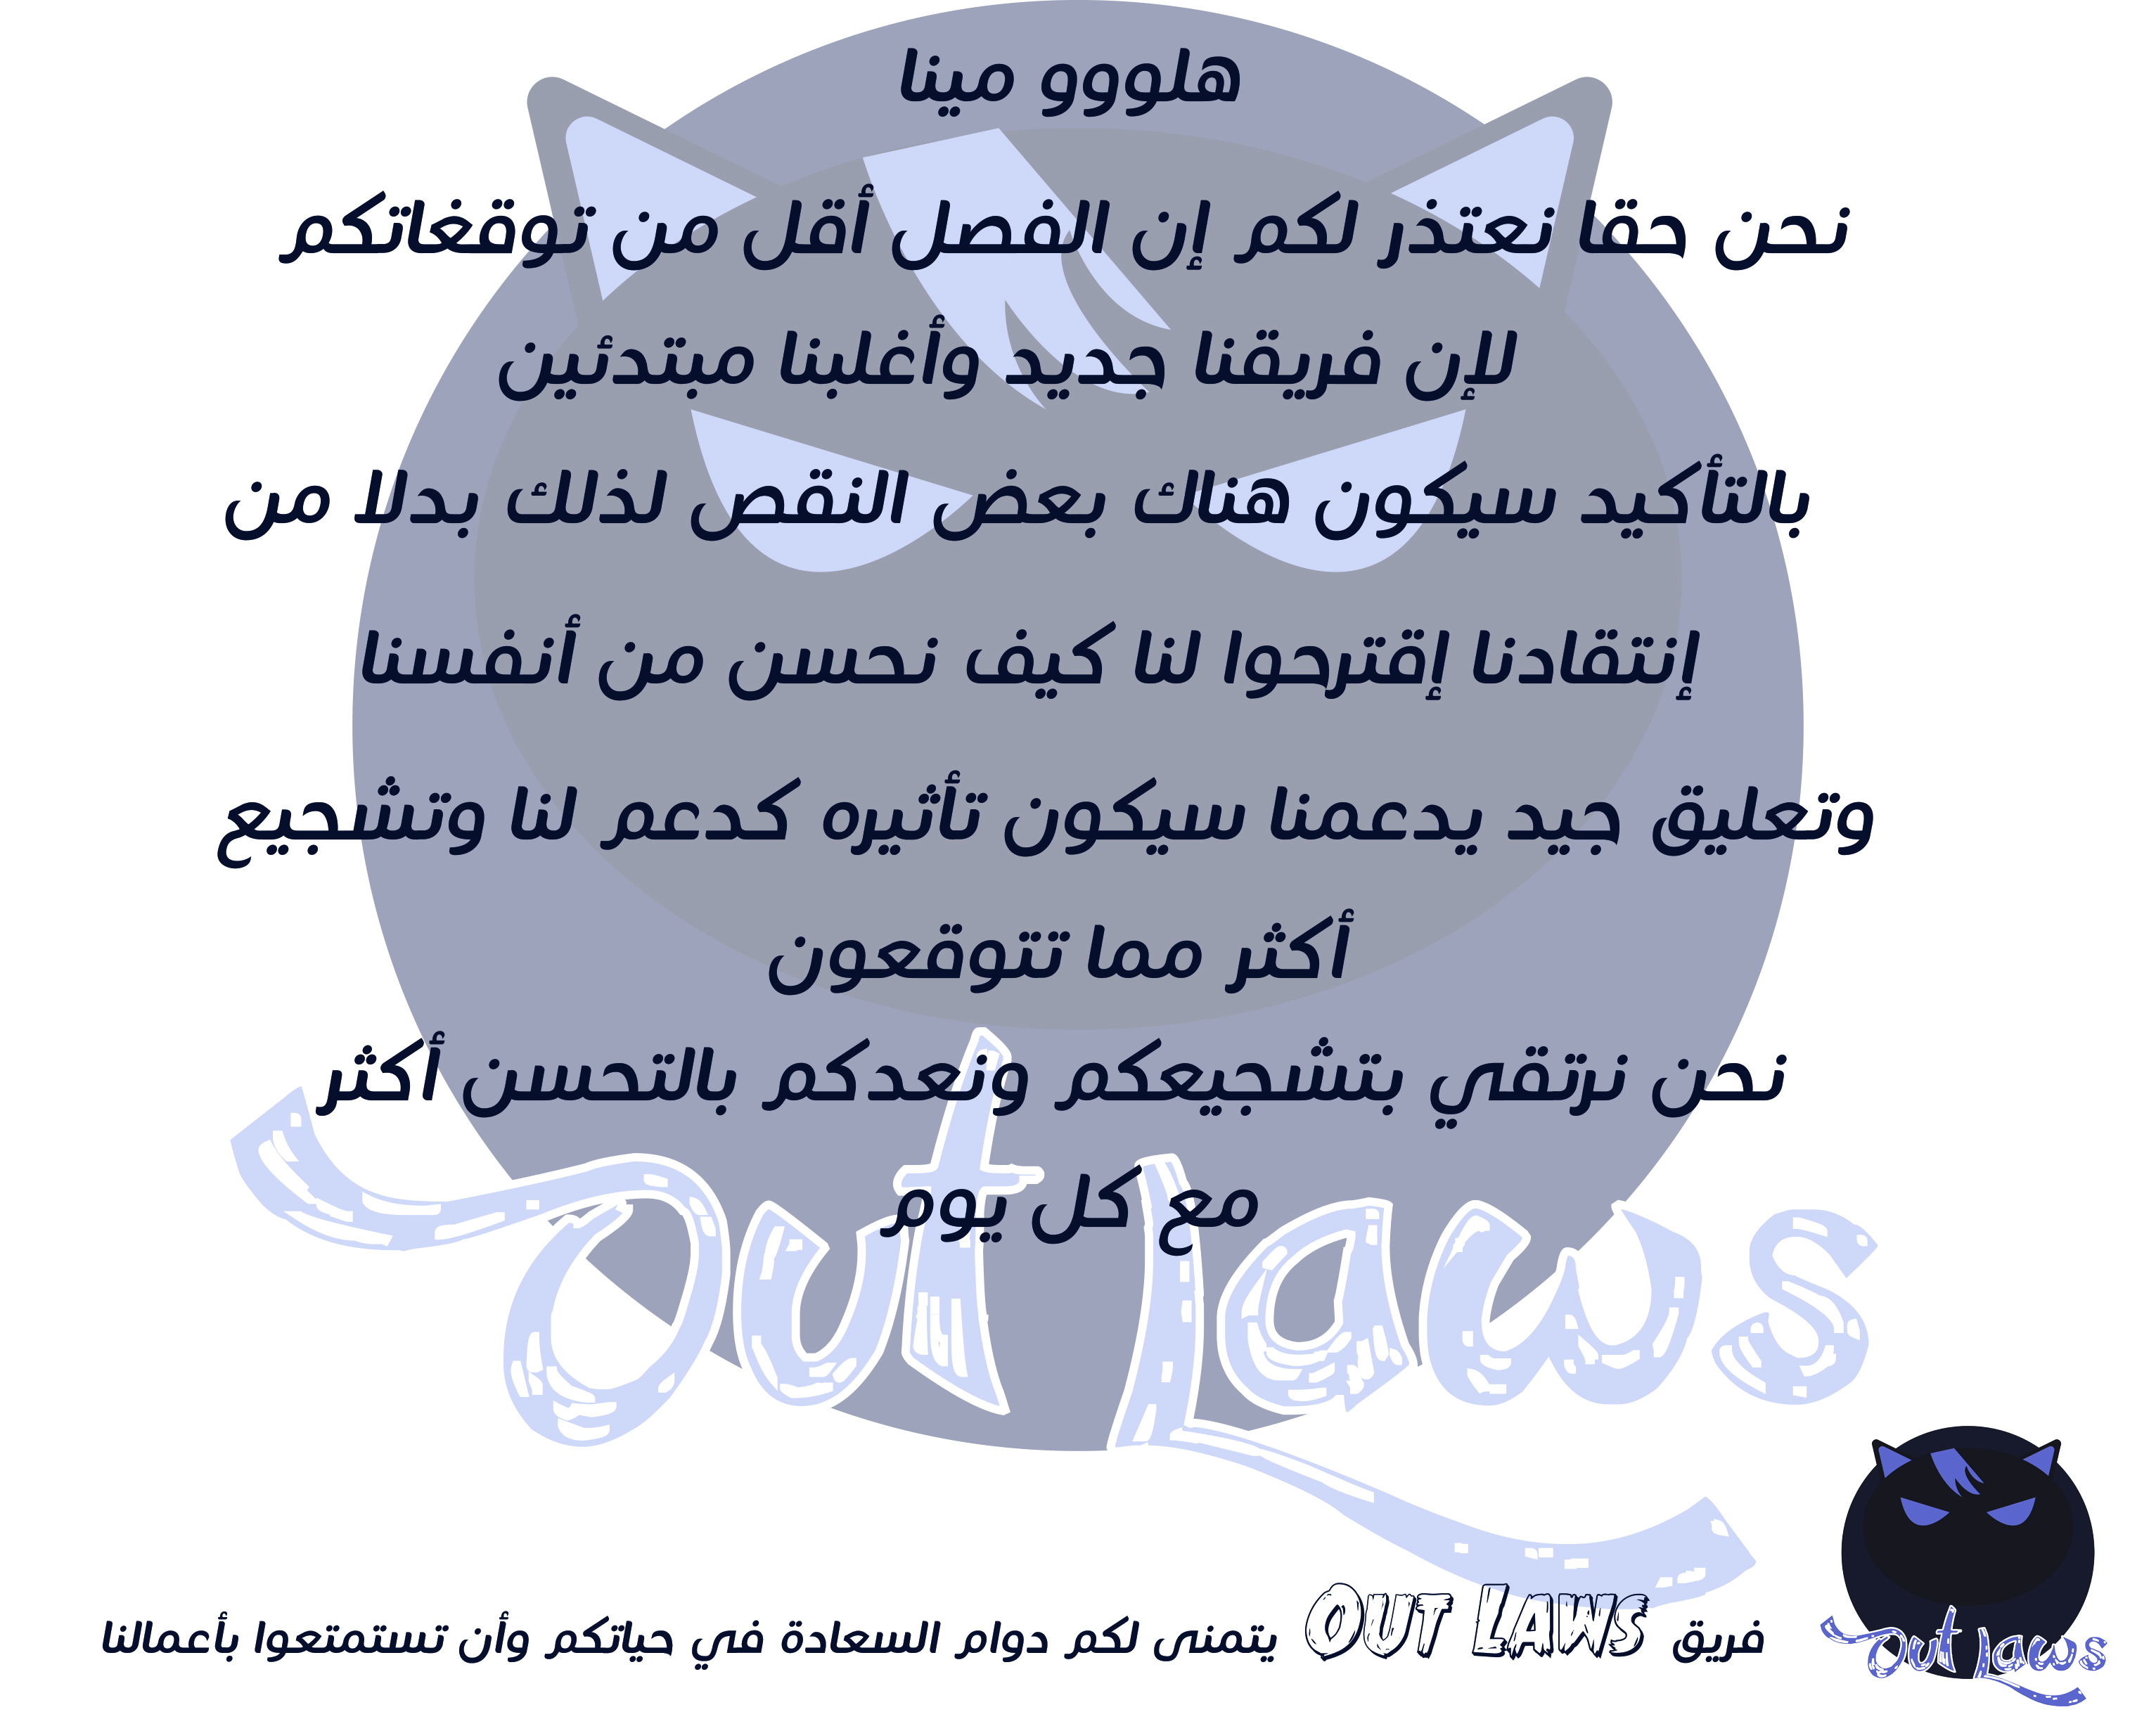 هلووو مينا
نحن حقا نعتذر لكم إن الفصل أقل من توقغاتكم
للإن فريقنا جديد وأغلبنا مبتدئين
بالتأكيد سيكون هناك بعض النقص لذلك بدلا من
إنتقادنا إقترحوا لنا كيف نحسن من أنفسنا
وتعليق جيد يدعمنا سيكون تأثيره كدعم لنا وتشجيع
أكثر مما تتوقعون
نحن نرتقي بتشجيعكم ونعدكم بالتحسن أكثر
مع كل يوم
out laws
فريق OUT LAWS يتمنى لكم دوام السعادة في حياتكم وأن تستمتعوا بأعمالنا
out laws